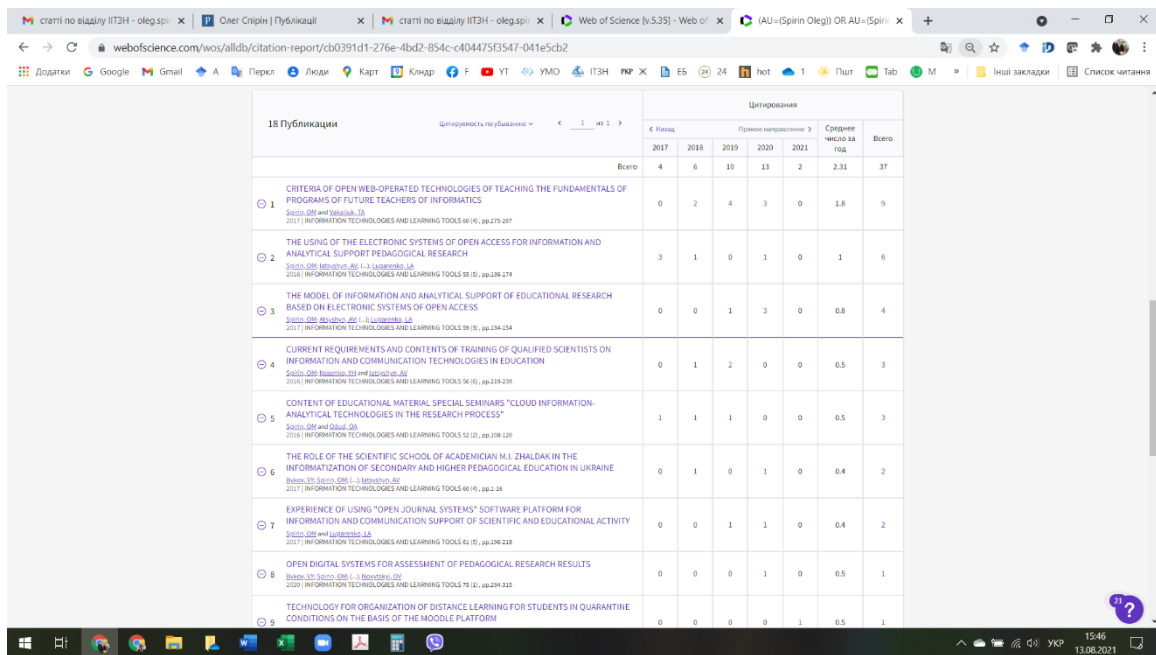 статті по відділу ІІТЗН - oleg.spir
Олег Спірін | Публікації
статті по відділу ІІТЗН - oleg.spir
Web of Science [v.5.35] - Web of
(AU=(Spirin Oleg)) OR AU=(Spirin
webofscience.com/wos/alldb/citation-report/cb0391d1-276e-4bd2-854c-c404475f3547-041e5cb2
Додатки Google Gmail A Перкл Люди Карт Клндр F YT УМО ІТЗН Ж Е6 24 hot 1 Пшт Tab М » Інші закладки Список читання
Цитирования
18 Публикации Цитируемость по убыванию 1 из 1
Назад Прямое направление Среднее число за год Всего
2017 2018 2019 2020 2021
Всего 4 6 10 13 2 2.31 37
CRITERIA OF OPEN WEB-OPERATED TECHNOLOGIES OF TEACHING THE FUNDAMENTALS OF
1 PROGRAMS OF FUTURE TEACHERS OF INFORMATICS 0 2 4 3 0 1,8 9
Spirin, OM and Vakaliuk, TA
2017 | INFORMATION TECHNOLOGIES AND LEARNING TOOLS 60 (4) , pp.275-287
THE USING OF THE ELECTRONIC SYSTEMS OF OPEN ACCESS FOR INFORMATION AND
2 ANALYTICAL SUPPORT PEDAGOGICAL RESEARCH 3 1 0 1 0 1 6
Spirin, OM; Iatsyshyn, AV; (...); Luparenko, LA
2016 | INFORMATION TECHNOLOGIES AND LEARNING TOOLS 55 (5) , pp.136-174
THE MODEL OF INFORMATION AND ANALYTICAL SUPPORT OF EDUCATIONAL RESEARCH
3 BASED ON ELECTRONIC SYSTEMS OF OPEN ACCESS 0 0 1 3 0 0,8 4
Spirin, OM; Atsyshyn, AV; (...); Luparenko, LA
2017 | INFORMATION TECHNOLOGIES AND LEARNING TOOLS 59 (3) , pp.134-154
CURRENT REQUIREMENTS AND CONTENTS OF TRAINING OF QUALIFIED SCIENTISTS ON
4 INFORMATION AND COMMUNICATION TECHNOLOGIES IN EDUCATION 0 1 2 0 0 0.5 3
Spirin, OM; Nosenko, YH and Iatsyshyn, AV
2016 | INFORMATION TECHNOLOGIES AND LEARNING TOOLS 56 (6) , pp.219-239
CONTENT OF EDUCATIONAL MATERIAL SPECIAL SEMINARS "CLOUD INFORMATION-
5 ANALYTICAL TECHNOLOGIES IN THE RESEARCH PROCESS" 1 1 1 0 0 0.5 3
Spirin, OM and Odud, OA
2016 | INFORMATION TECHNOLOGIES AND LEARNING TOOLS 52 (2) , pp.108-120
THE ROLE OF THE SCIENTIFIC SCHOOL OF ACADEMICIAN M.I. ZHALDAK IN THE
6 INFORMATIZATION OF SECONDARY AND HIGHER PEDAGOGICAL EDUCATION IN UKRAINE 0 1 0 1 0 0.4 2
Bykov, VY; Spirin, OM; (...); Iatsyshyn, AV
2017 | INFORMATION TECHNOLOGIES AND LEARNING TOOLS 60 (4) , pp.1-16
EXPERIENCE OF USING "OPEN JOURNAL SYSTEMS" SOFTWARE PLATFORM FOR
7 INFORMATION AND COMMUNICATION SUPPORT OF SCIENTIFIC AND EDUCATIONAL ACTIVITY 0 0 1 1 0 0.4 2
Spirin, OM and Luparenko, LA
2017 | INFORMATION TECHNOLOGIES AND LEARNING TOOLS 61 (5) , pp.196-218
OPEN DIGITAL SYSTEMS FOR ASSESSMENT OF PEDAGOGICAL RESEARCH RESULTS
8 0 0 0 1 0 0.5 1
Bykov, VY; Spirin, OM; (...); Novytskyi, OV
2020 | INFORMATION TECHNOLOGIES AND LEARNING TOOLS 75 (1) , pp.294-315
TECHNOLOGY FOR ORGANIZATION OF DISTANCE LEARNING FOR STUDENTS IN QUARANTINE
9 CONDITIONS ON THE BASIS OF THE MOODLE PLATFORM 0 0 0 0 1 0.5 1
21
?
УКР 15:46
13.08.2021